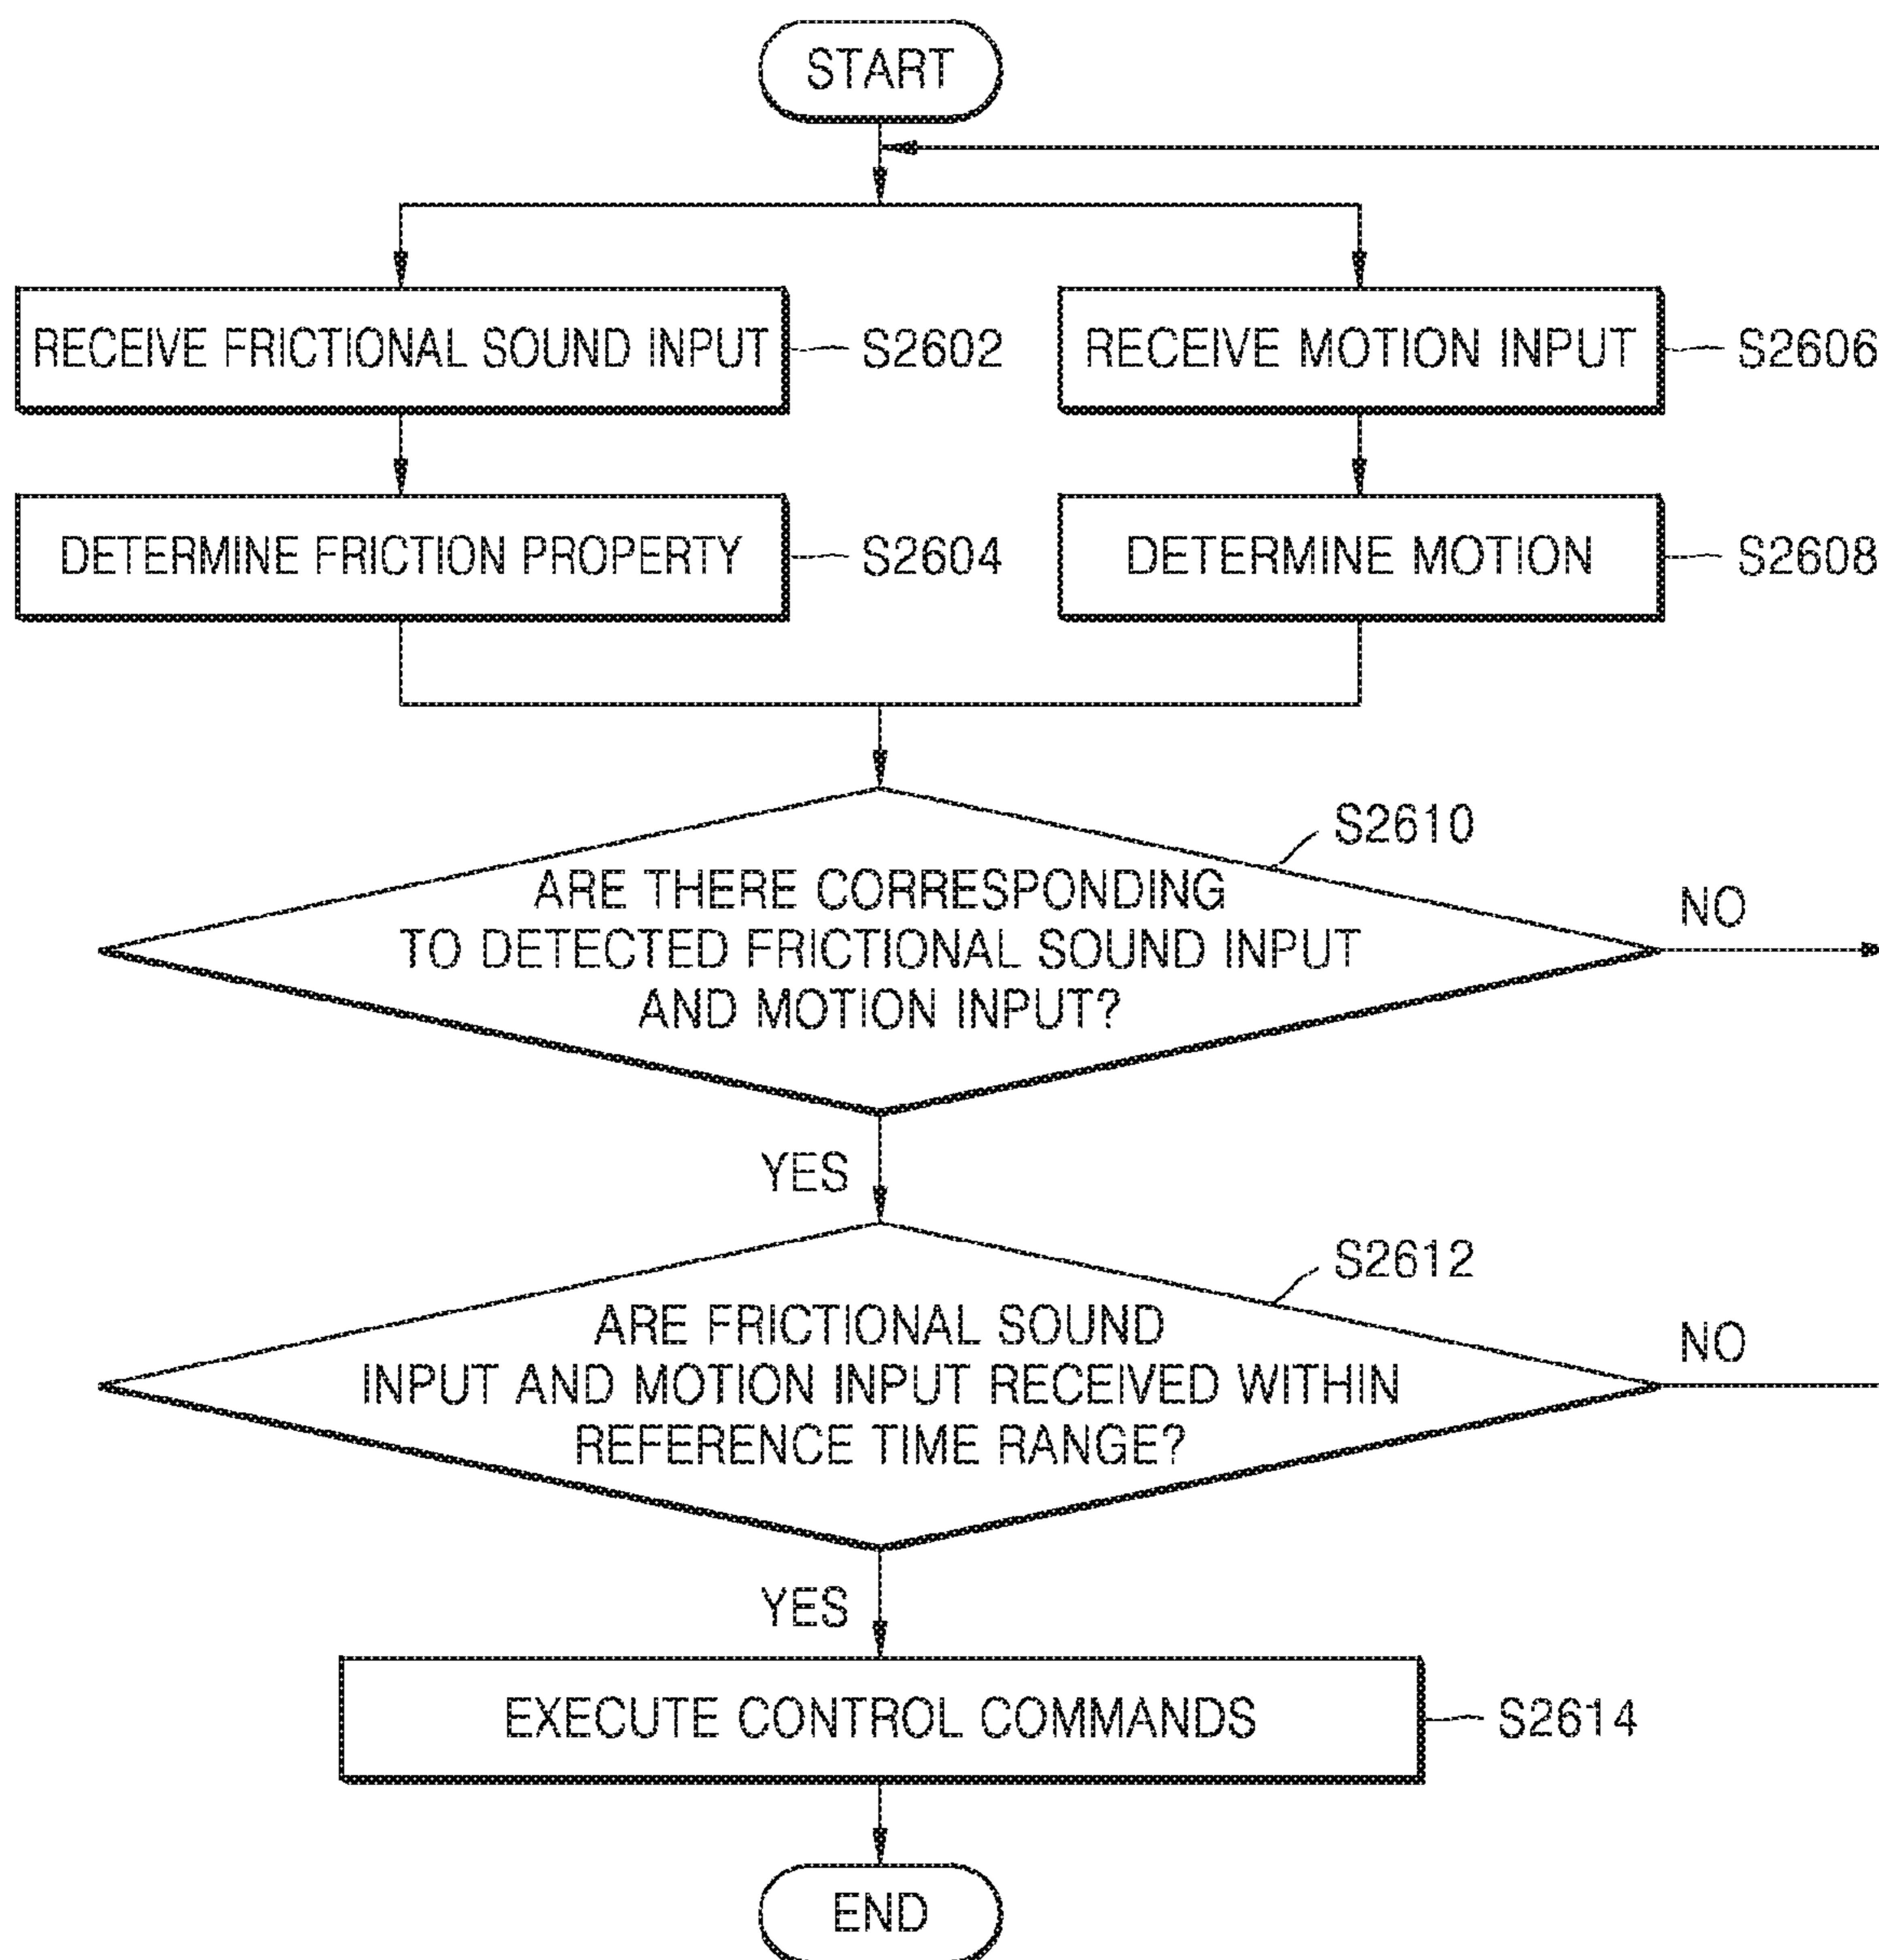 START
RECEIVE FRICTIONAL SOUND INPUT
S2602
RECEIVE MOTION INPUT
S2606
DETERMINE FRICTION PROPERTY
S2604
DETERMINE MOTION
S2608
S2610
ARE THERE CORRESPONDING
TO DETECTED FRICTIONAL SOUND INPUT
AND MOTION INPUT?
NO
YES
S2612
ARE FRICTIONAL SOUND
INPUT AND MOTION INPUT RECEIVED WITHIN
REFERENCE TIME RANGE?
NO
YES
EXECUTE CONTROL COMMANDS
S2614
END